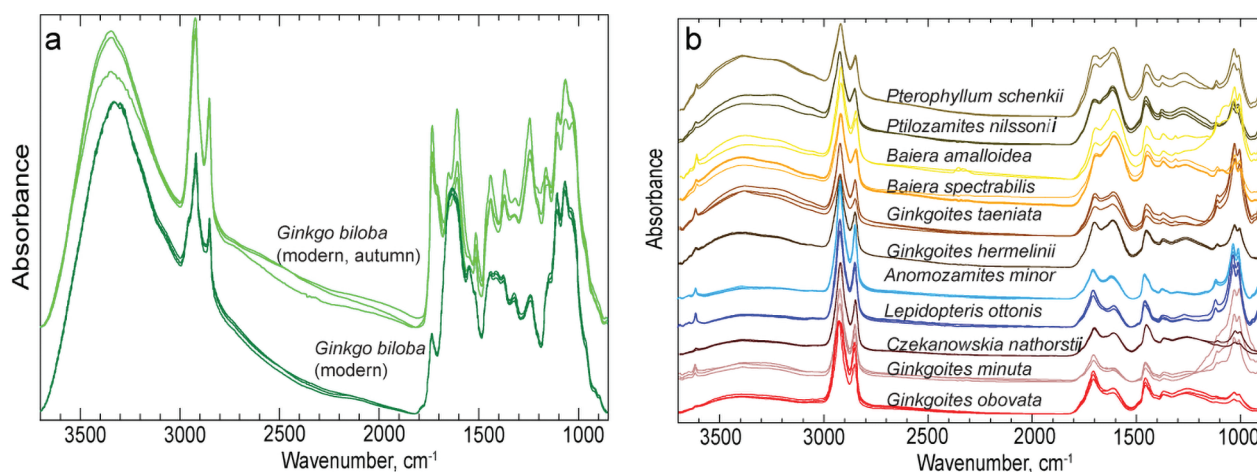 a
Absorbance
Ginkgo biloba
(modern, autumn)
Ginkgo biloba
(modern)
3500 3000 2500 2000 1500 1000
Wavenumber, cm-1
b
Absorbance
Pterophyllum schenkii
Ptilozamites nilssonii
Baiera amalloidea
Baiera spectrabilis
Ginkgoites taeniata
Ginkgoites hermelinii
Anomozamites minor
Lepidopteris ottonis
Czekanowskia nathorstii
Ginkgoites minuta
Ginkgoites obovata
3500 3000 2500 2000 1500 1000
Wavenumber, cm-1